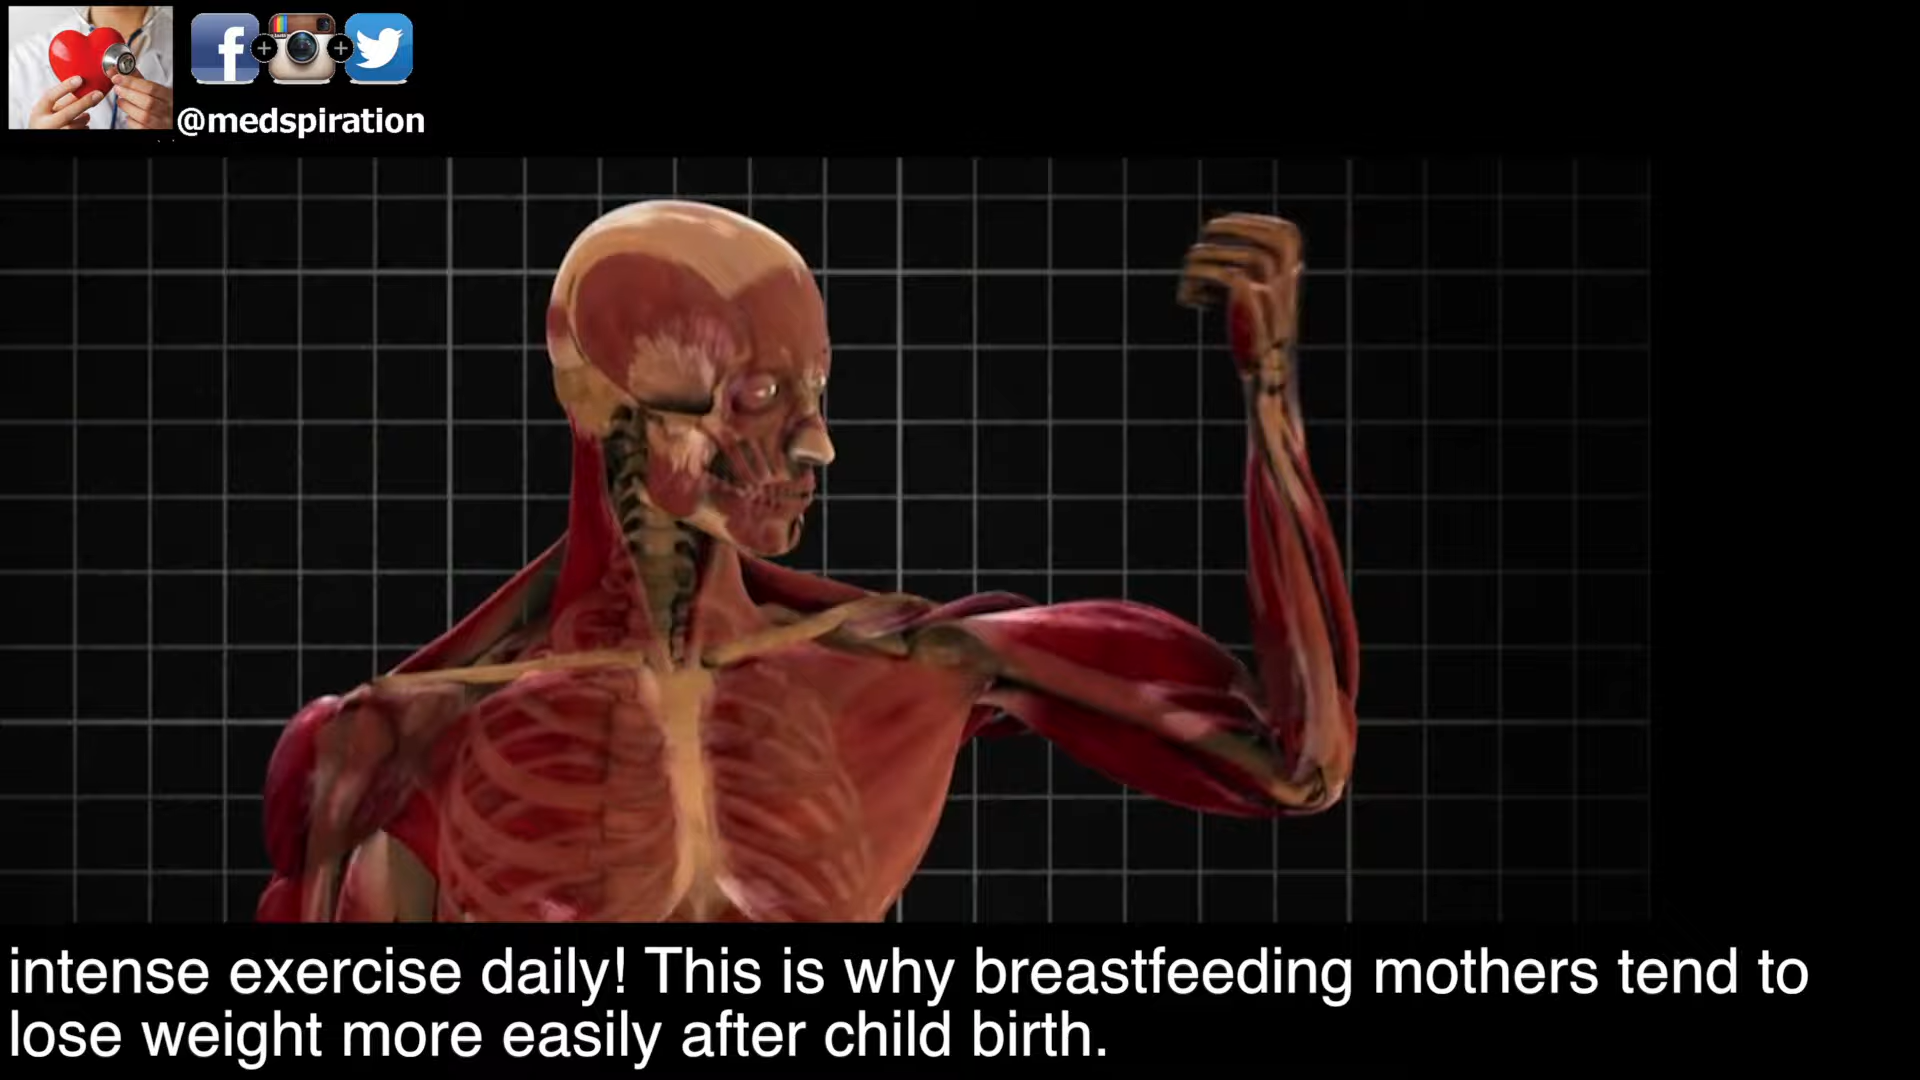 @medspiration
intense exercise daily! This is why breastfeeding mothers tend to
lose weight more easily after child birth.